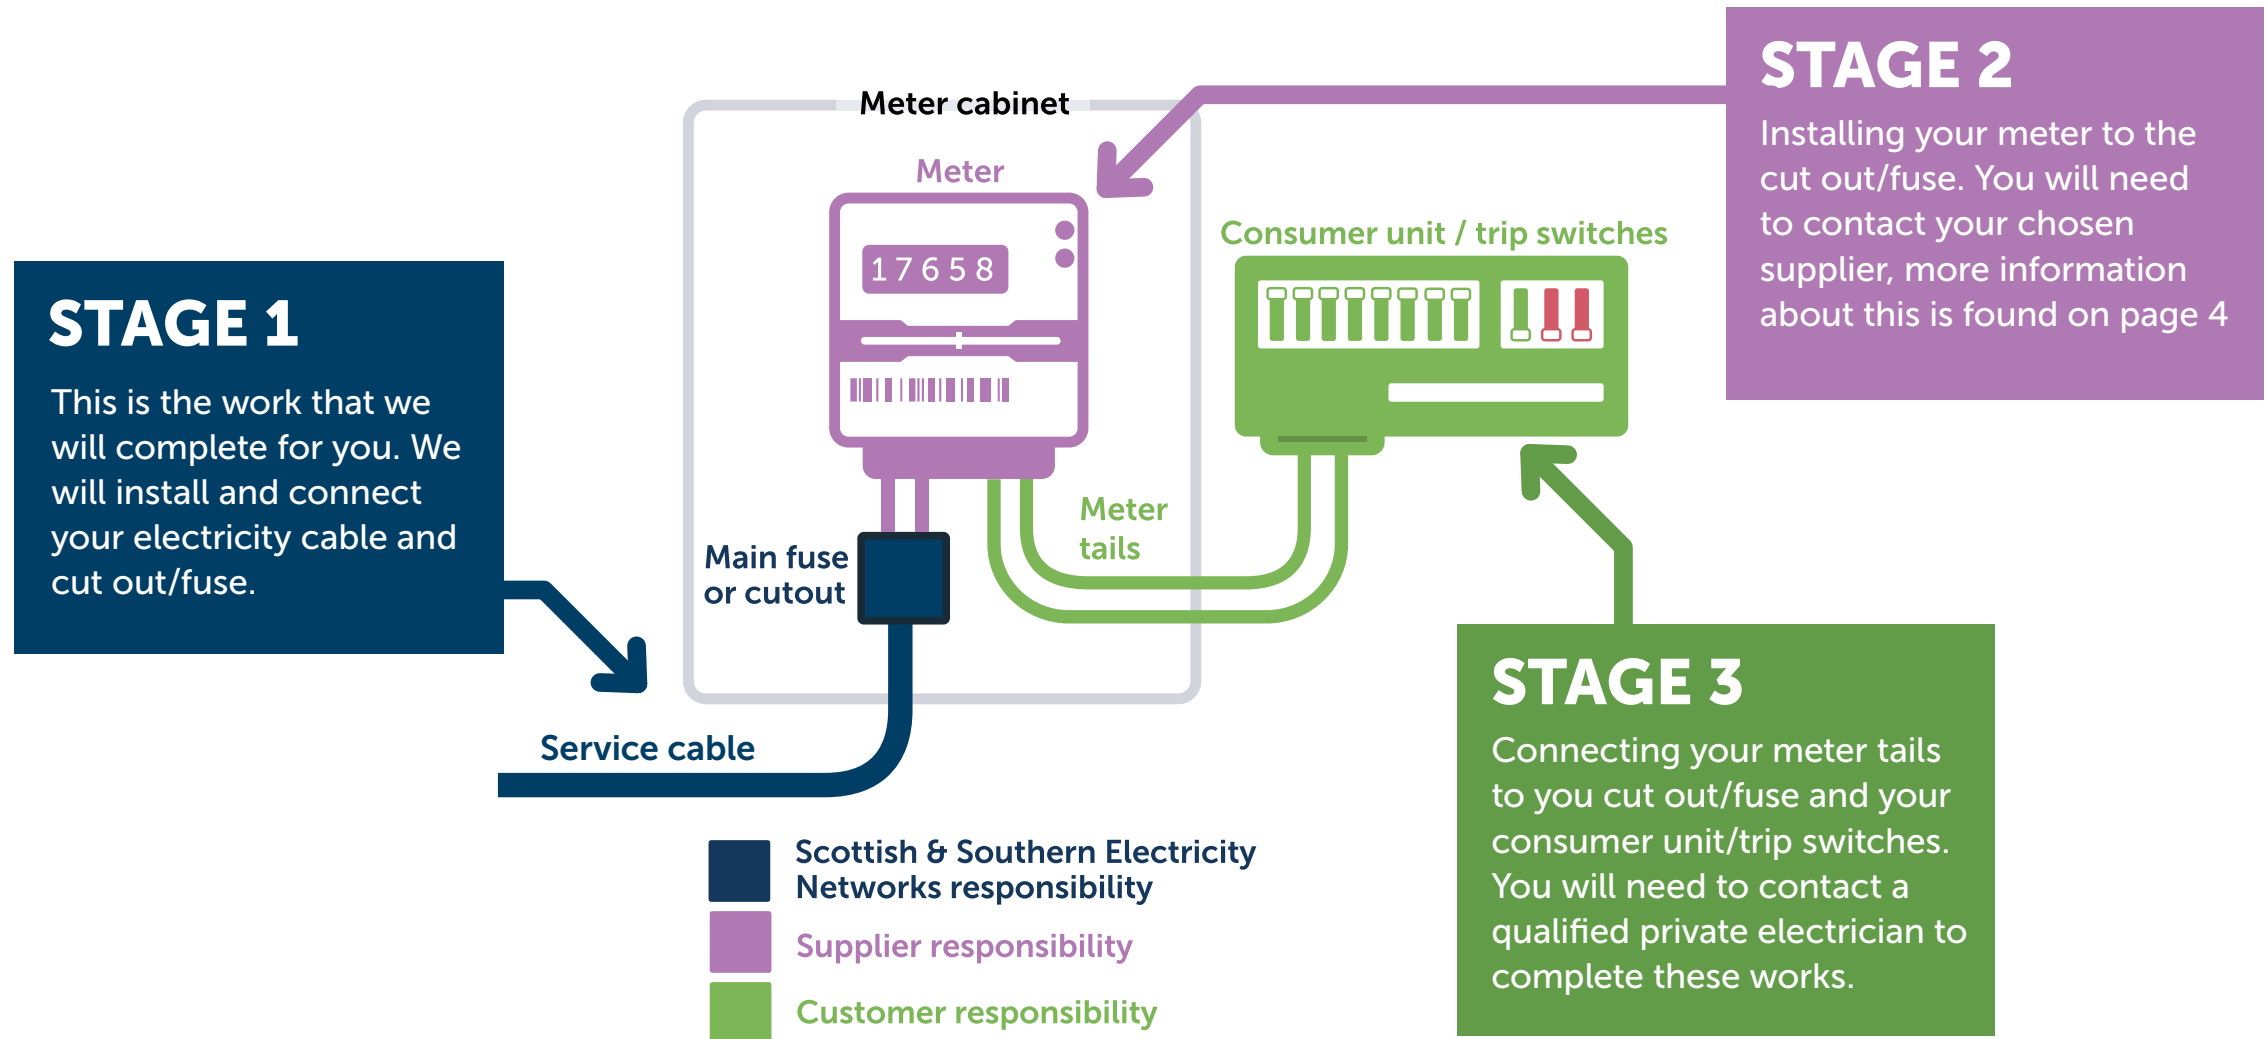 STAGE 1
This is the work that we
will complete for you. We
will install and connect
your electricity cable and
cut out/fuse.
Meter cabinet
Meter
17658
Main fuse
or cutout
Meter
tails
Service cable
Consumer unit / trip switches
STAGE 2
Installing your meter to the
cut out/fuse. You will need
to contact your chosen
supplier, more information
about this is found on page 4
STAGE 3
Connecting your meter tails
to you cut out/fuse and your
consumer unit/trip switches.
You will need to contact a
qualified private electrician to
complete these works.
Scottish & Southern Electricity
Networks responsibility
Supplier responsibility
Customer responsibility